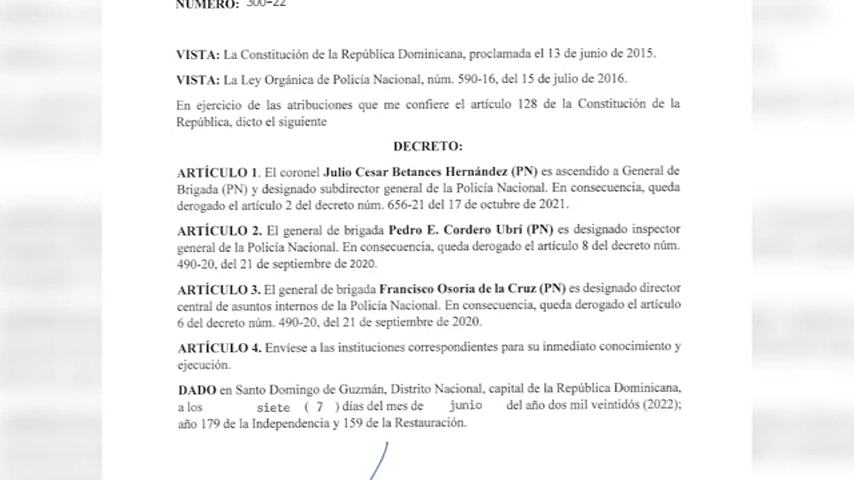 NÚMERO: 300-22
VISTA: La Constitución de la República Dominicana, proclamada el 13 de junio de 2015.
VISTA: La Ley Orgánica de Policía Nacional, núm. 590-16, del 15 de julio de 2016.
En ejercicio de las atribuciones que me confiere el artículo 128 de la Constitución de la
República, dicto el siguiente
DECRETO:
ARTÍCULO 1. El coronel Julio Cesar Betances Hernández (PN) es ascendido a General de
Brigada (PN) y designado subdirector general de la Policía Nacional. En consecuencia, queda
derogado el artículo 2 del decreto núm. 656-21 del 17 de octubre de 2021.
ARTÍCULO 2. El general de brigada Pedro E. Cordero Ubrí (PN) es designado inspector
general de la Policía Nacional. En consecuencia, queda derogado el artículo 8 del decreto núm.
490-20, del 21 de septiembre de 2020.
ARTÍCULO 3. El general de brigada Francisco Osoria de la Cruz (PN) es designado director
central de asuntos internos de la Policía Nacional. En consecuencia, queda derogado el artículo
6 del decreto núm. 490-20, del 21 de septiembre de 2020.
ARTÍCULO 4. Envíese a las instituciones correspondientes para su inmediato conocimiento y
ejecución.
DADO en Santo Domingo de Guzmán, Distrito Nacional, capital de la República Dominicana,
a los siete ( 7 ) días del mes de junio del año dos mil veintidós (2022);
año 179 de la Independencia y 159 de la Restauración.